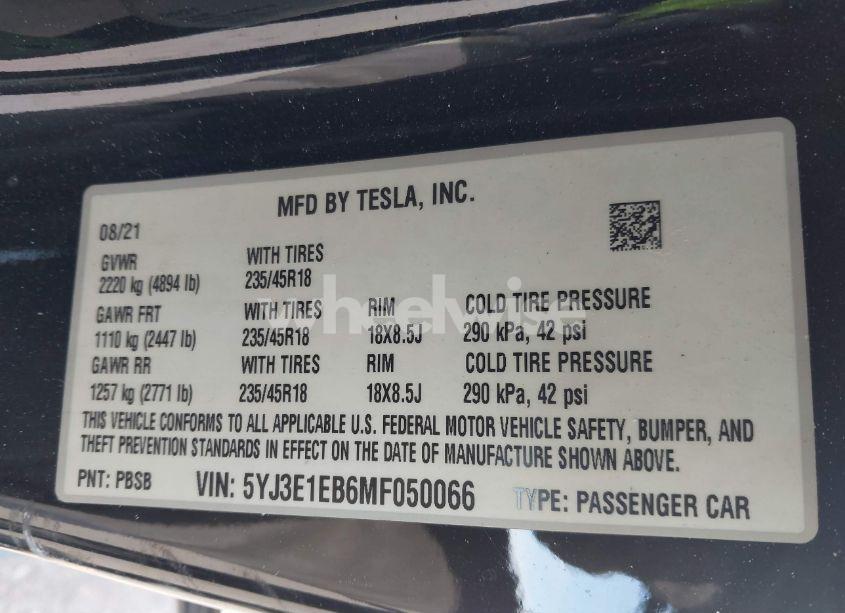 MFD BY TESLA, INC.
08/21
GVWR WITH TIRES
2220 kg (4894 lb) 235/45R18
GAWR FRT WITH TIRES RIM COLD TIRE PRESSURE
1110 kg (2447 lb) 235/45R18 18X8.5J 290 kPa, 42 psi
GAWR RR WITH TIRES RIM COLD TIRE PRESSURE
1257 kg (2771 lb) 235/45R18 18X8.5J 290 kPa, 42 psi
THIS VEHICLE CONFORMS TO ALL APPLICABLE U.S. FEDERAL MOTOR VEHICLE SAFETY, BUMPER, AND
THEFT PREVENTION STANDARDS IN EFFECT ON THE DATE OF MANUFACTURE SHOWN ABOVE.
PNT: PBSB VIN: 5YJ3E1EB6MF050066 TYPE: PASSENGER CAR
wheelwise